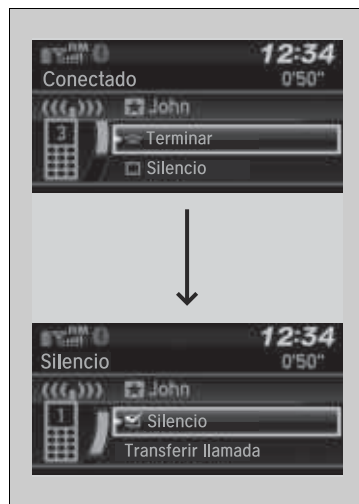 12:34
Conectado 0'50"
John
3 Terminar
Silencio
12:34
Silencio 0'50"
John
1 Silencio
Transferir llamada